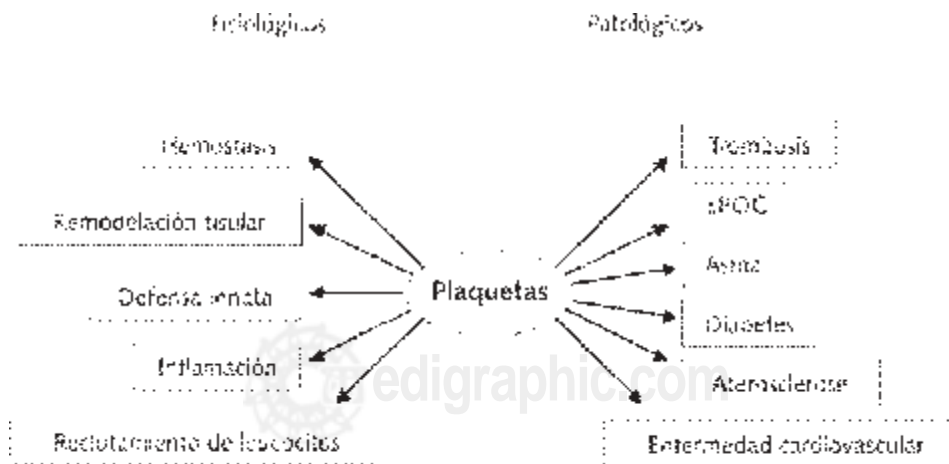 Fisiológicos
Patológicos
Hemostasis
Trombosis
Remodelación tisular
EPOC
Asma
Defensa innata
Plaquetas
Diabetes
Inflamación
Aterosclerose
Reclutamiento de leucocitos
Enfermedad cardiovascular
edigraphic.com